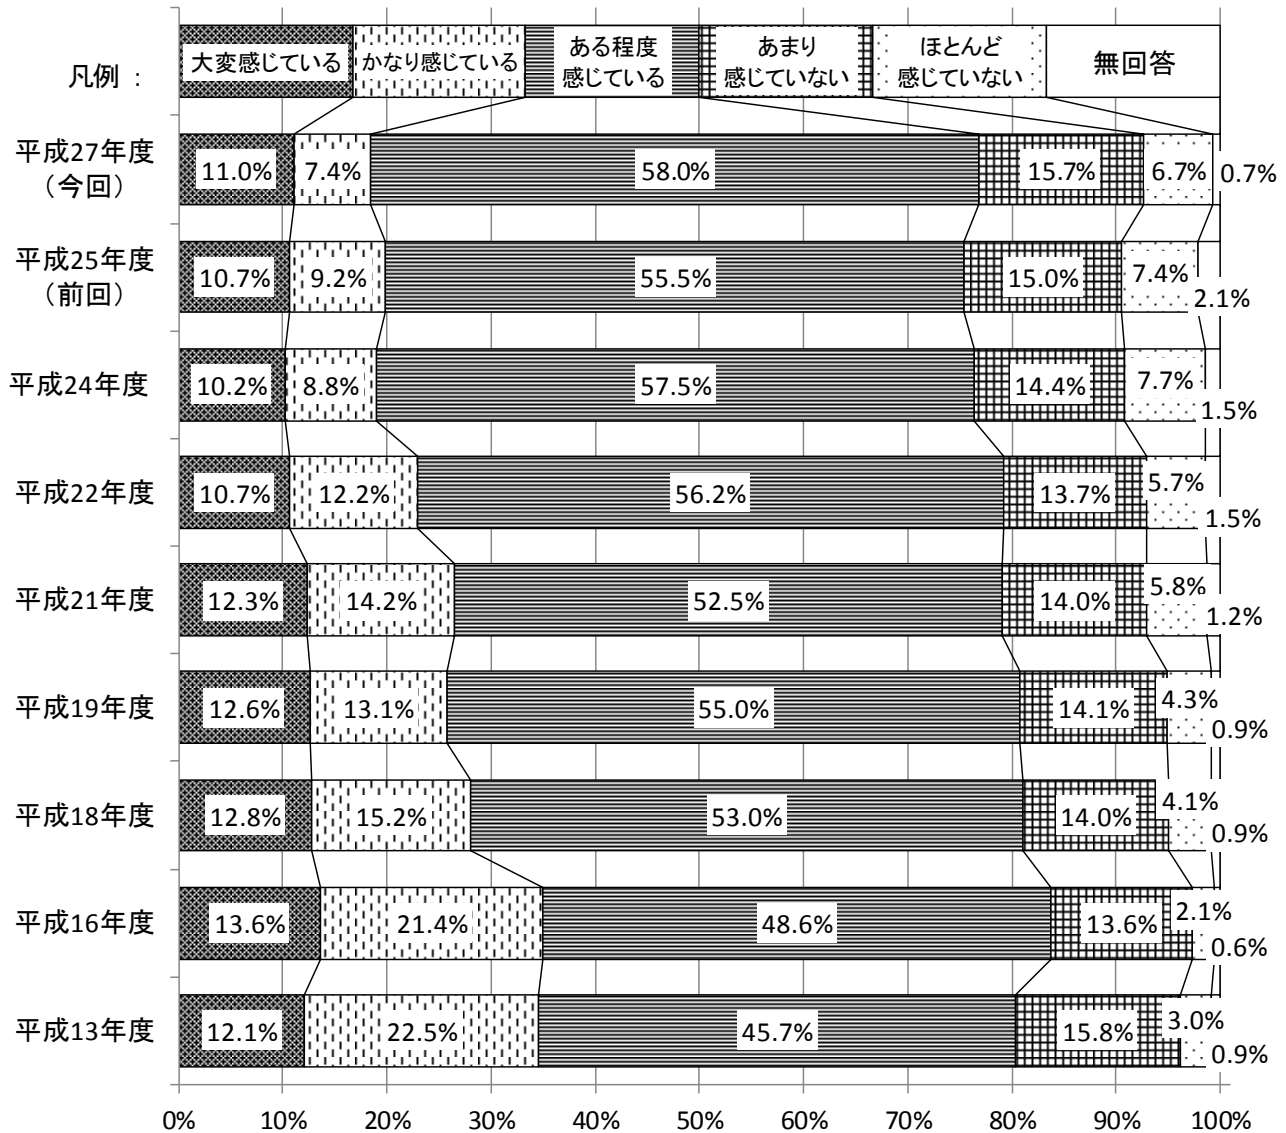 凡例 :
大変感じている
かなり感じている
ある程度
感じている
あまり
感じていない
ほとんど
感じていない
無回答
平成27年度
(今回)
11.0% 7.4% 58.0% 15.7% 6.7% 0.7%
平成25年度
(前回)
10.7% 9.2% 55.5% 15.0% 7.4% 2.1%
平成24年度
10.2% 8.8% 57.5% 14.4% 7.7% 1.5%
平成22年度
10.7% 12.2% 56.2% 13.7% 5.7% 1.5%
平成21年度
12.3% 14.2% 52.5% 14.0% 5.8% 1.2%
平成19年度
12.6% 13.1% 55.0% 14.1% 4.3% 0.9%
平成18年度
12.8% 15.2% 53.0% 14.0% 4.1% 0.9%
平成16年度
13.6% 21.4% 48.6% 13.6% 2.1% 0.6%
平成13年度
12.1% 22.5% 45.7% 15.8% 3.0% 0.9%
0% 10% 20% 30% 40% 50% 60% 70% 80% 90% 100%